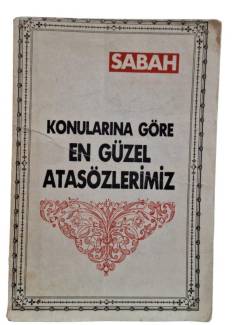 SABAH
KONULARINA GÖRE
EN GÜZEL
ATASÖZLERİMİZ